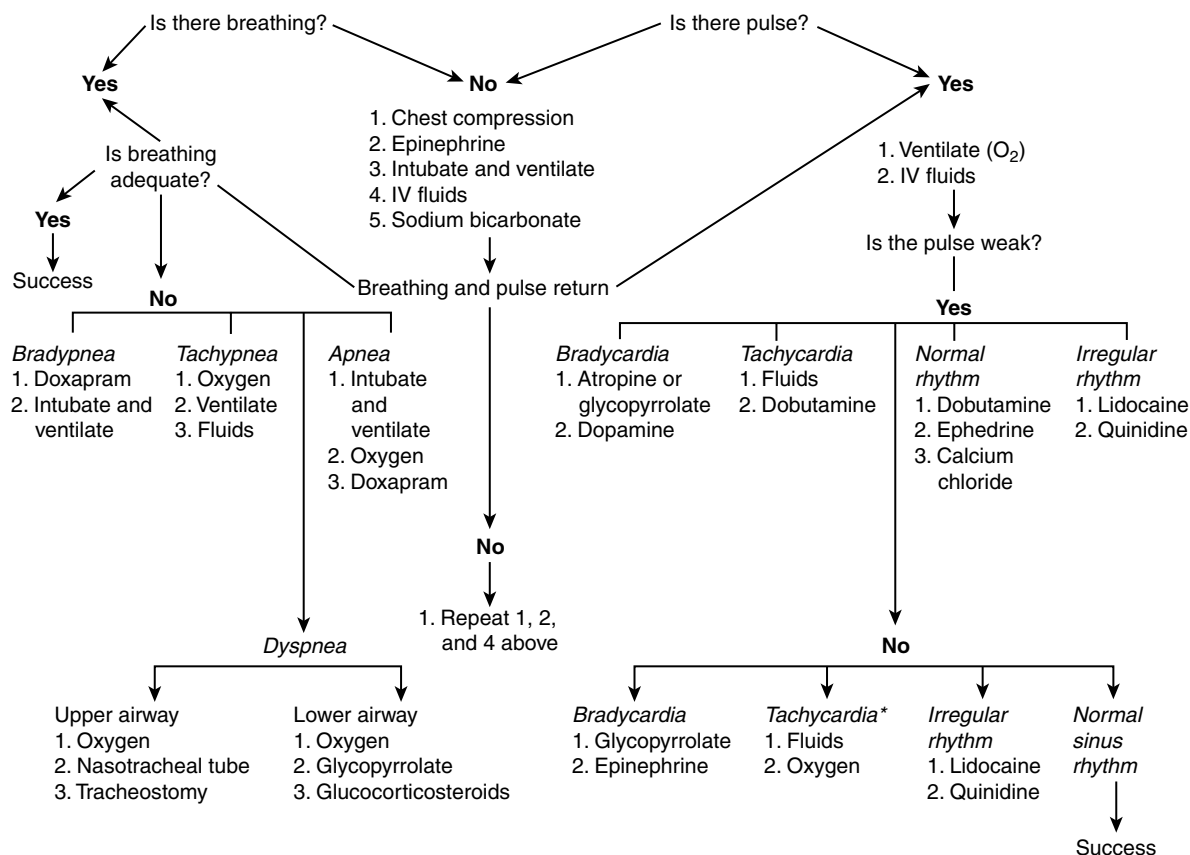 Is there breathing?
Is there pulse?
Yes
No
Yes
1. Chest compression
2. Epinephrine
3. Intubate and ventilate
4. IV fluids
5. Sodium bicarbonate
Is breathing
adequate?
Yes
Success
No
1. Ventilate (O₂)
2. IV fluids
Is the pulse weak?
Yes
Breathing and pulse return
Bradypnea
1. Doxapram
2. Intubate and
ventilate
Tachypnea
1. Oxygen
2. Ventilate
3. Fluids
Apnea
1. Intubate
and
ventilate
2. Oxygen
3. Doxapram
Bradycardia
1. Atropine or
glycopyrrolate
2. Dopamine
Tachycardia
1. Fluids
2. Dobutamine
Normal
rhythm
1. Dobutamine
2. Ephedrine
3. Calcium
chloride
Irregular
rhythm
1. Lidocaine
2. Quinidine
No
1. Repeat 1, 2,
and 4 above
Dyspnea
Upper airway
1. Oxygen
2. Nasotracheal tube
3. Tracheostomy
Lower airway
1. Oxygen
2. Glycopyrrolate
3. Glucocorticosteroids
No
Bradycardia
1. Glycopyrrolate
2. Epinephrine
Tachycardia*
1. Fluids
2. Oxygen
Irregular
rhythm
1. Lidocaine
2. Quinidine
Normal
sinus
rhythm
Success